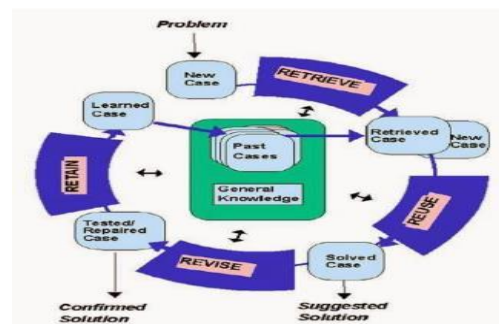 Problem
New
Case
RETRIEVE
Learned
Case
Past
Cases
Retrieved
Case
New
Case
General
Knowledge
RETAIN
REUSE
Tested/
Repaired
Case
REVISE
Solved
Case
Confirmed
Solution
Suggested
Solution